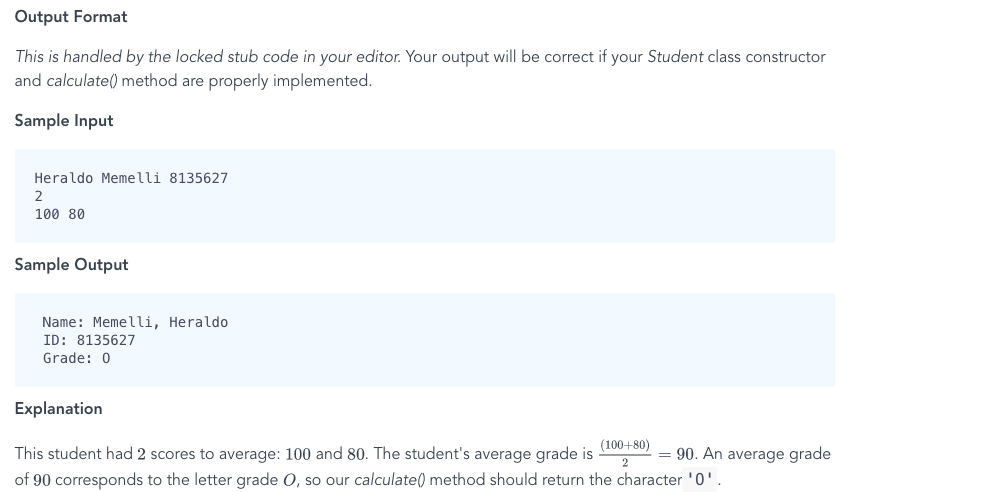 Output Format
This is handled by the locked stub code in your editor. Your output will be correct if your Student class constructor
and calculate() method are properly implemented.
Sample Input
Heraldo Memelli 8135627
2
100 80
Sample Output
Name: Memelli, Heraldo
ID: 8135627
Grade: O
Explanation
This student had 2 scores to average: 100 and 80. The student's average grade is (100+80)/2 = 90. An average grade
of 90 corresponds to the letter grade O, so our calculate() method should return the character 'O'.